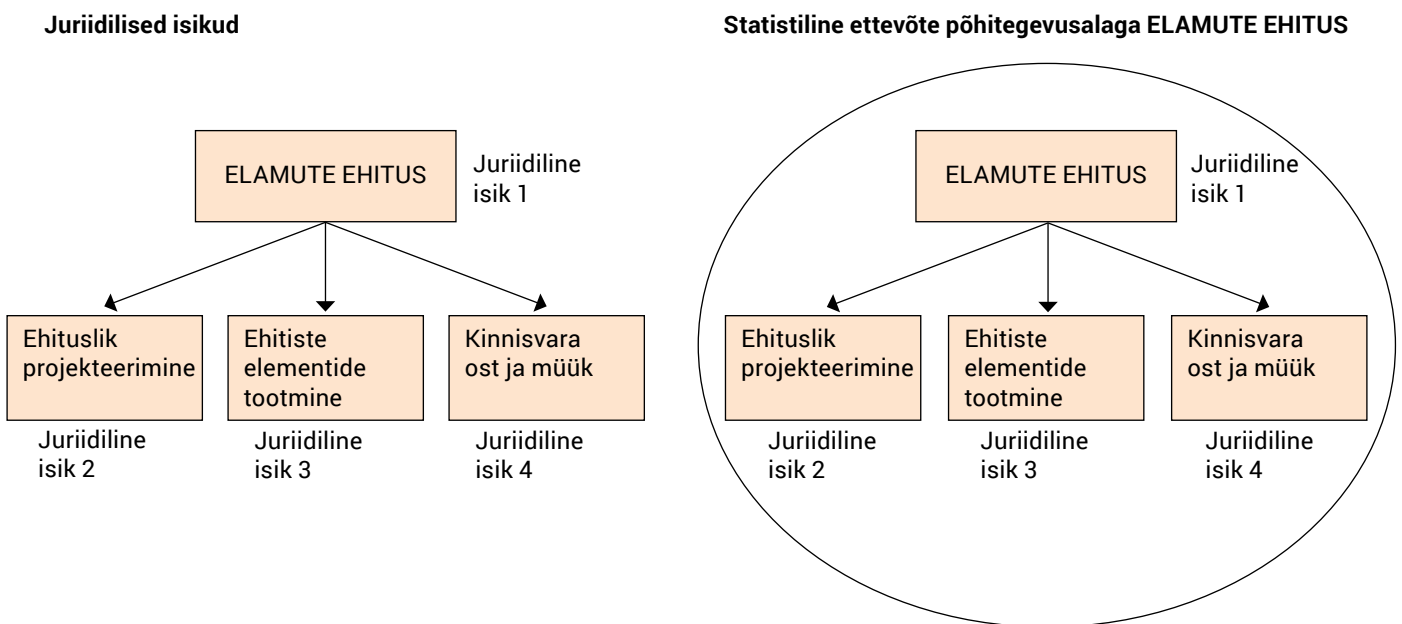 Juriidilised isikud
ELAMUTE EHITUS
Juriidiline
isik 1
Ehituslik
projekteerimine
Juriidiline
isik 2
Ehitiste
elementide
tootmine
Juriidiline
isik 3
Kinnisvara
ost ja müük
Juriidiline
isik 4
Statistiline ettevõte põhitegevusalaga ELAMUTE EHITUS
ELAMUTE EHITUS
Juriidiline
isik 1
Ehituslik
projekteerimine
Juriidiline
isik 2
Ehitiste
elementide
tootmine
Juriidiline
isik 3
Kinnisvara
ost ja müük
Juriidiline
isik 4